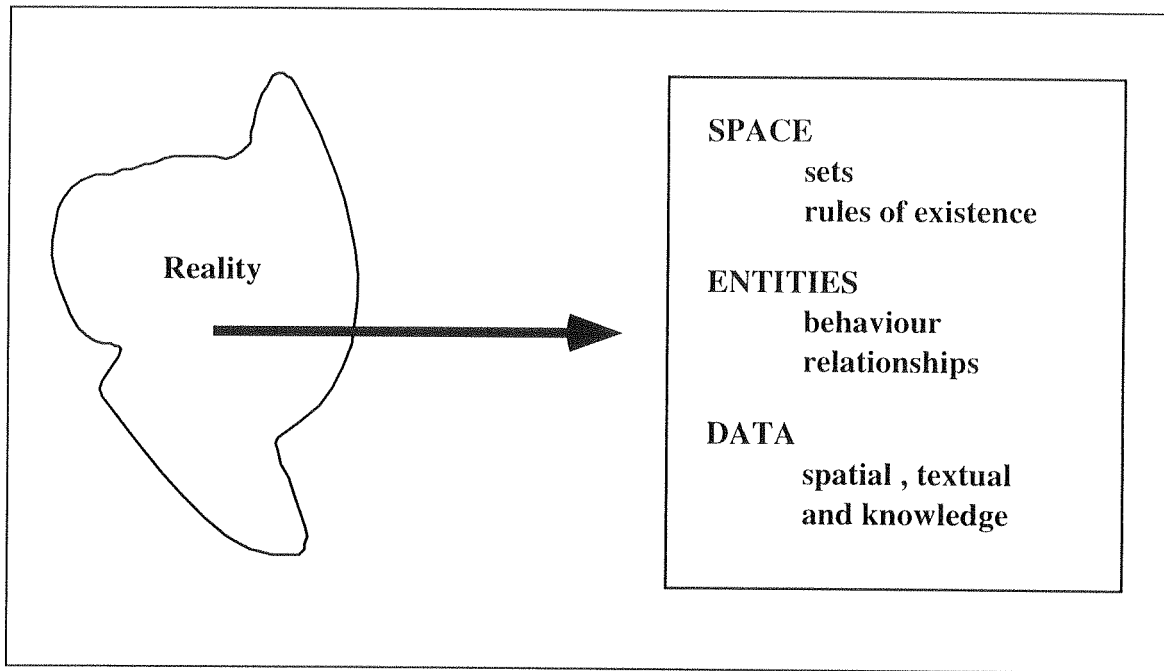 Reality
SPACE
sets
rules of existence
ENTITIES
behaviour
relationships
DATA
spatial , textual
and knowledge